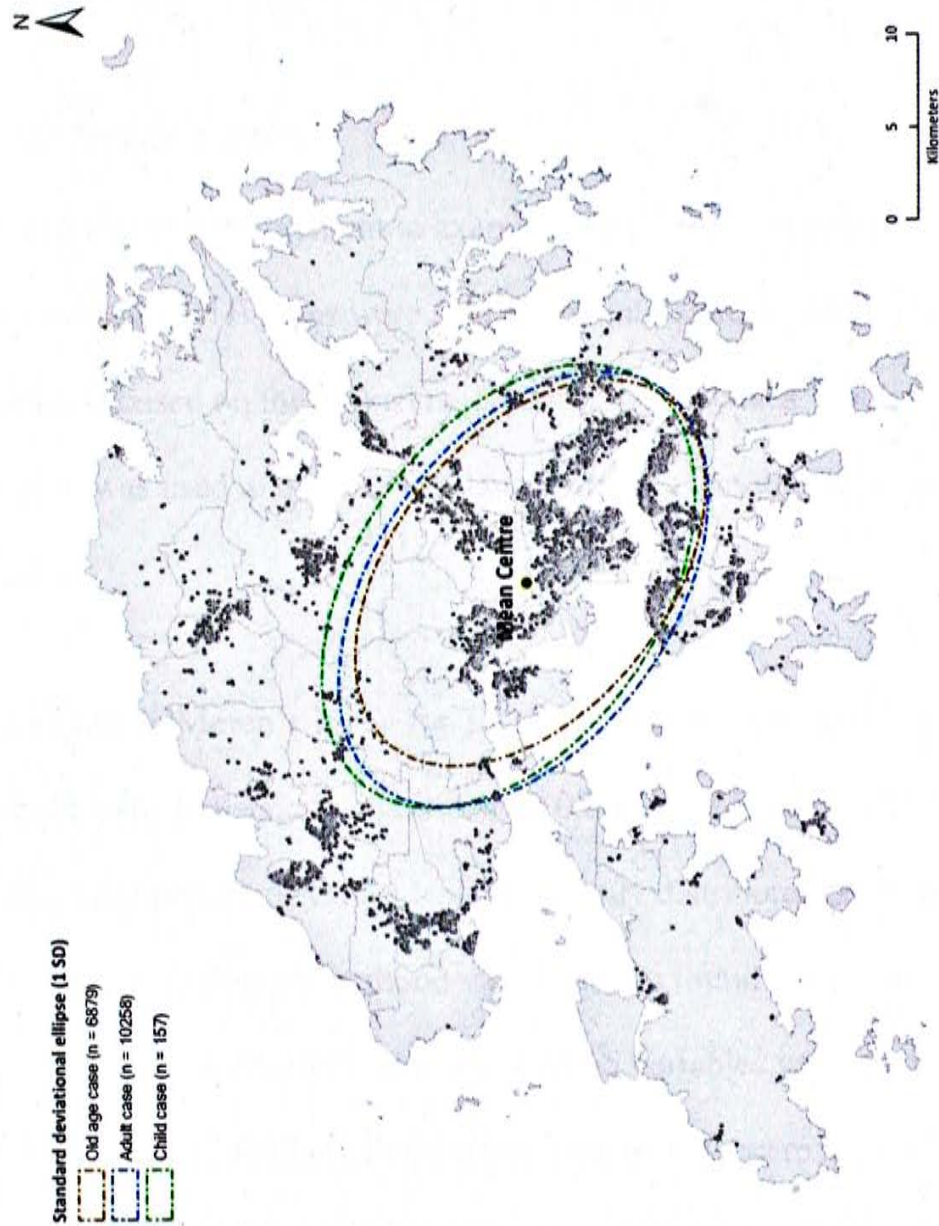 Standard deviational ellipse (1 SD)
Old age case (n = 6879)
Adult case (n = 10258)
Child case (n = 157)
N
Mean Centre
0 5 10
Kilometers